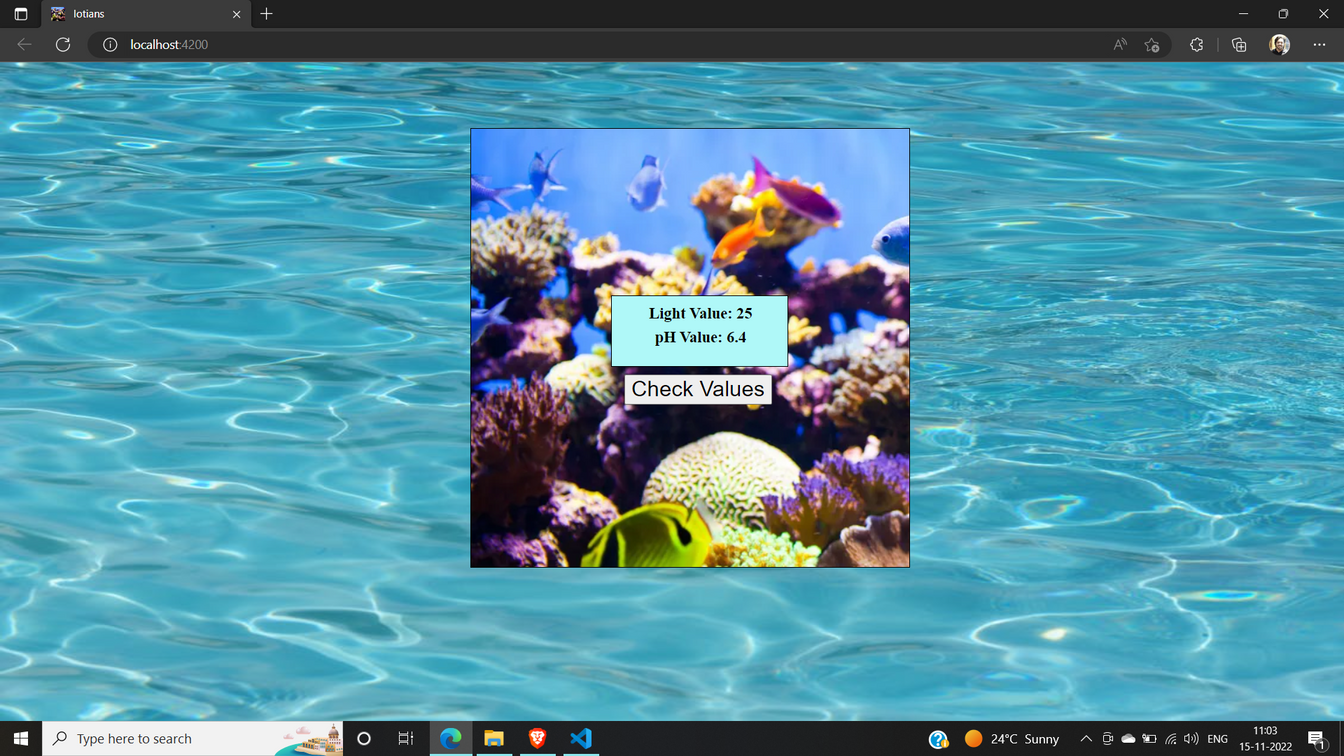 Iotians
localhost:4200
Light Value: 25
pH Value: 6.4
Check Values
Type here to search
24°C Sunny
ENG
11:03
15-11-2022
1